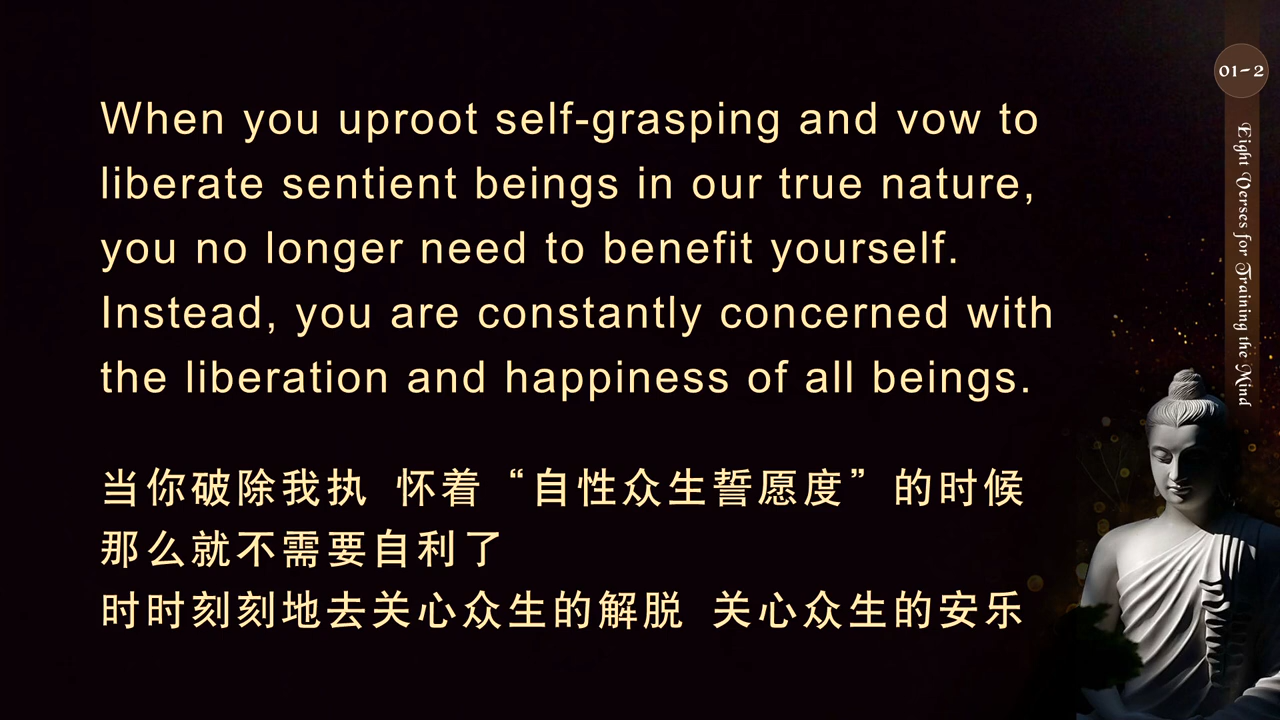 When you uproot self-grasping and vow to
liberate sentient beings in our true nature,
you no longer need to benefit yourself.
Instead, you are constantly concerned with
the liberation and happiness of all beings.
当你破除我执 怀着“自性众生誓愿度”的时候
那么就不需要自利了
时时刻刻地去关心众生的解脱 关心众生的安乐
01-2
Eight Verses for Training the Mind